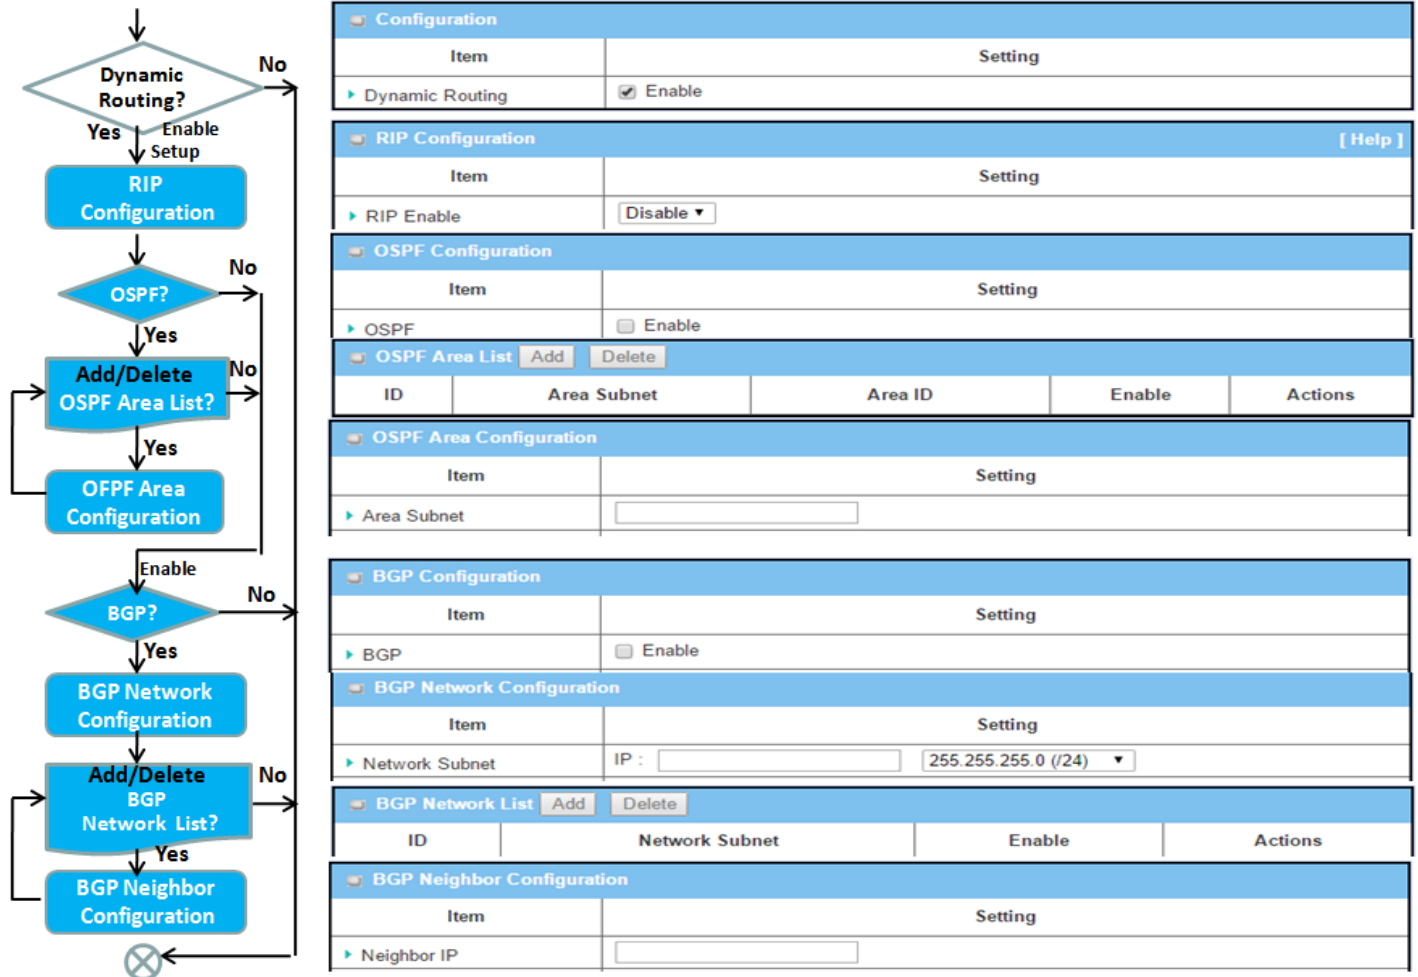 Dynamic
Routing?
No
Yes
Enable
Setup
RIP
Configuration
OSPF?
No
Yes
Add/Delete
OSPF Area List?
No
Yes
OFPF Area
Configuration
Enable
BGP?
No
Yes
BGP Network
Configuration
Add/Delete
BGP
Network List?
No
Yes
BGP Neighbor
Configuration
Configuration
Item Setting
Dynamic Routing Enable
RIP Configuration [ Help ]
Item Setting
RIP Enable Disable
OSPF Configuration
Item Setting
OSPF Enable
OSPF Area List Add Delete
ID Area Subnet Area ID Enable Actions
OSPF Area Configuration
Item Setting
Area Subnet
BGP Configuration
Item Setting
BGP Enable
BGP Network Configuration
Item Setting
Network Subnet IP : 255.255.255.0 (/24)
BGP Network List Add Delete
ID Network Subnet Enable Actions
BGP Neighbor Configuration
Item Setting
Neighbor IP